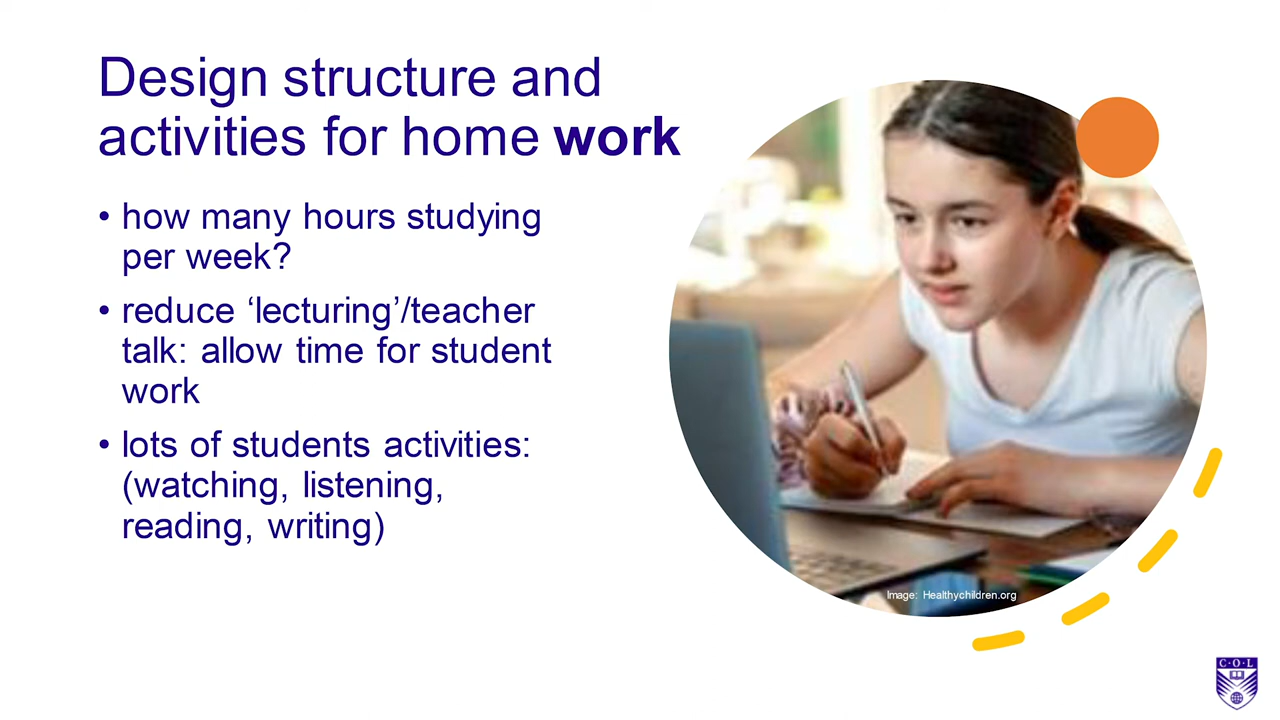 Design structure and
activities for home work
• how many hours studying
per week?
• reduce ‘lecturing’/teacher
talk: allow time for student
work
• lots of students activities:
(watching, listening,
reading, writing)
Image: Healthychildren.org
C·O·L